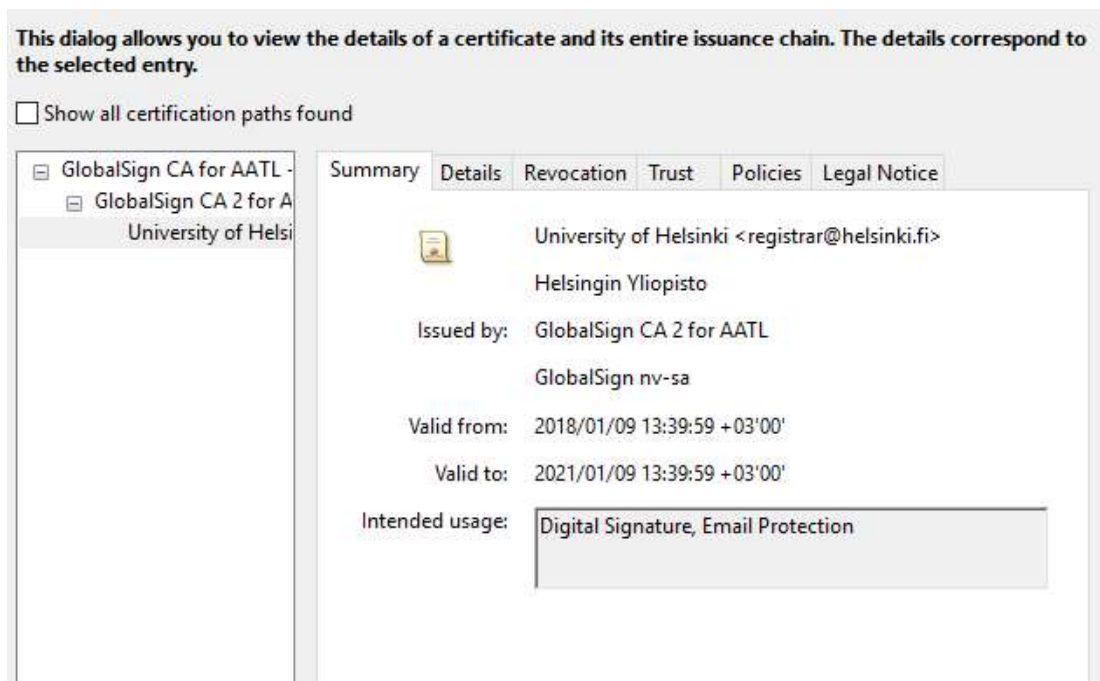 This dialog allows you to view the details of a certificate and its entire issuance chain. The details correspond to
the selected entry.
Show all certification paths found
GlobalSign CA for AATL -
GlobalSign CA 2 for A
University of Helsi
Summary Details Revocation Trust Policies Legal Notice
University of Helsinki <registrar@helsinki.fi>
Helsingin Yliopisto
Issued by: GlobalSign CA 2 for AATL
GlobalSign nv-sa
Valid from: 2018/01/09 13:39:59 +03'00'
Valid to: 2021/01/09 13:39:59 +03'00'
Intended usage: Digital Signature, Email Protection